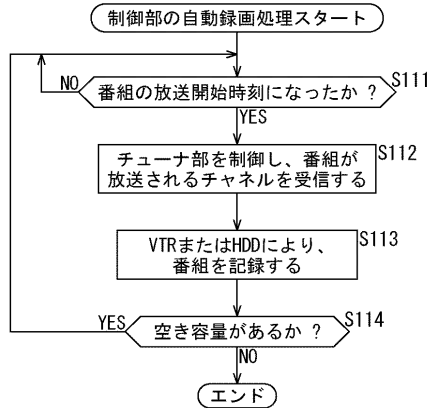 制御部の自動録画処理スタート
NO
番組の放送開始時刻になったか ?
S111
YES
チューナ部を制御し、番組が
放送されるチャネルを受信する
S112
VTRまたはHDDにより、
番組を記録する
S113
YES
空き容量があるか ?
S114
NO
エンド